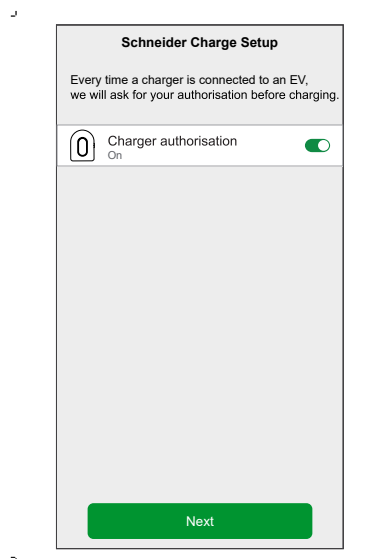 Schneider Charge Setup
Every time a charger is connected to an EV,
we will ask for your authorisation before charging.
Charger authorisation
On
Next